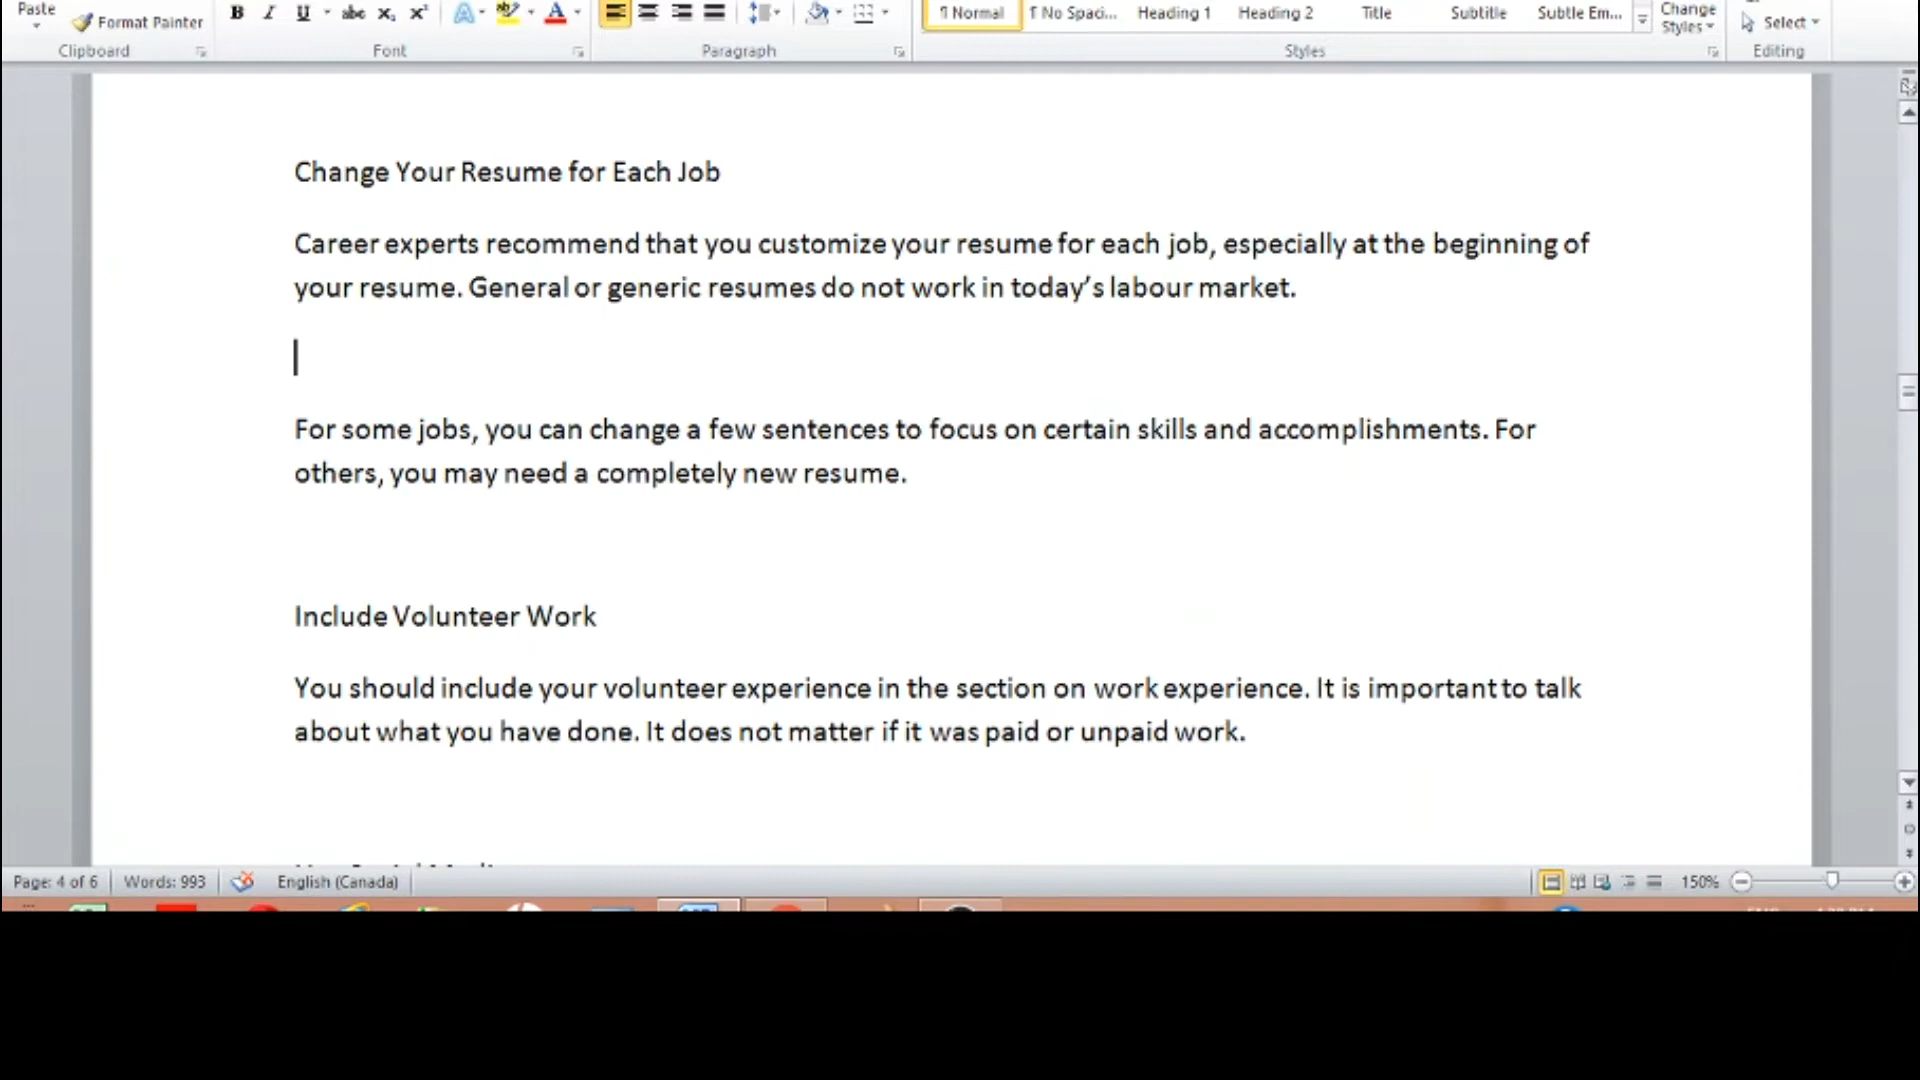 Paste
Format Painter
B I U abc x₂ x² A ab A
¶ Normal ¶ No Spaci... Heading 1 Heading 2 Title Subtitle Subtle Em... Change
Styles
Select
Clipboard Font Paragraph Styles Editing
Change Your Resume for Each Job
Career experts recommend that you customize your resume for each job, especially at the beginning of
your resume. General or generic resumes do not work in today’s labour market.
For some jobs, you can change a few sentences to focus on certain skills and accomplishments. For
others, you may need a completely new resume.
Include Volunteer Work
You should include your volunteer experience in the section on work experience. It is important to talk
about what you have done. It does not matter if it was paid or unpaid work.
Page: 4 of 6 Words: 993 English (Canada) 150%